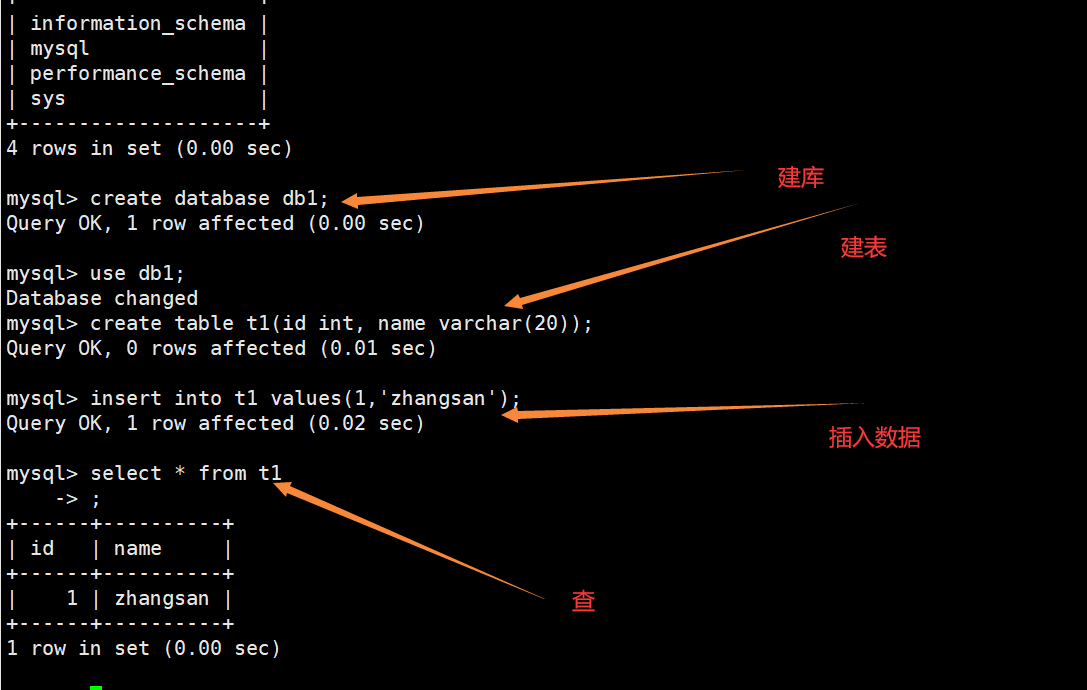 | information_schema |
| mysql              |
| performance_schema |
| sys                |
+--------------------+
4 rows in set (0.00 sec)
建库
mysql> create database db1;
Query OK, 1 row affected (0.00 sec)
建表
mysql> use db1;
Database changed
mysql> create table t1(id int, name varchar(20));
Query OK, 0 rows affected (0.01 sec)
mysql> insert into t1 values(1,'zhangsan');
Query OK, 1 row affected (0.02 sec)
插入数据
mysql> select * from t1
    -> ;
+------+----------+
| id   | name     |
+------+----------+
|    1 | zhangsan |
查
+------+----------+
1 row in set (0.00 sec)